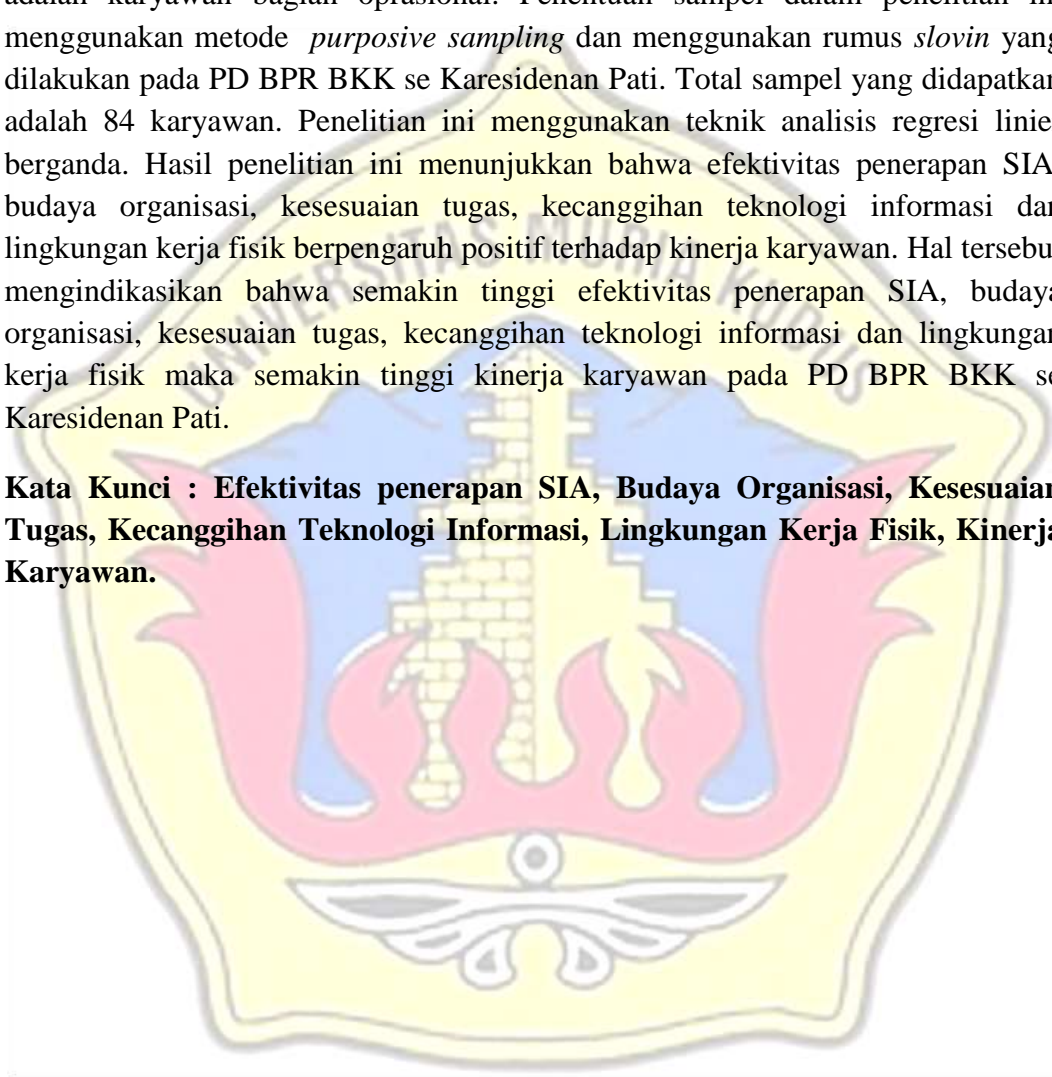 adalah karyawan bagian oprasional. Penentuan sampel dalam penelitian ini
menggunakan metode purposive sampling dan menggunakan rumus slovin yang
dilakukan pada PD BPR BKK se Karesidenan Pati. Total sampel yang didapatkan
adalah 84 karyawan. Penelitian ini menggunakan teknik analisis regresi linie
berganda. Hasil penelitian ini menunjukkan bahwa efektivitas penerapan SIA
budaya organisasi, kesesuaian tugas, kecanggihan teknologi informasi dan
lingkungan kerja fisik berpengaruh positif terhadap kinerja karyawan. Hal tersebu
mengindikasikan bahwa semakin tinggi efektivitas penerapan SIA, budaya
organisasi, kesesuaian tugas, kecanggihan teknologi informasi dan lingkungan
kerja fisik maka semakin tinggi kinerja karyawan pada PD BPR BKK se
Karesidenan Pati.
Kata Kunci : Efektivitas penerapan SIA, Budaya Organisasi, Kesesuaian
Tugas, Kecanggihan Teknologi Informasi, Lingkungan Kerja Fisik, Kinerja
Karyawan.
UNIVERSITAS MURIA KUDUS